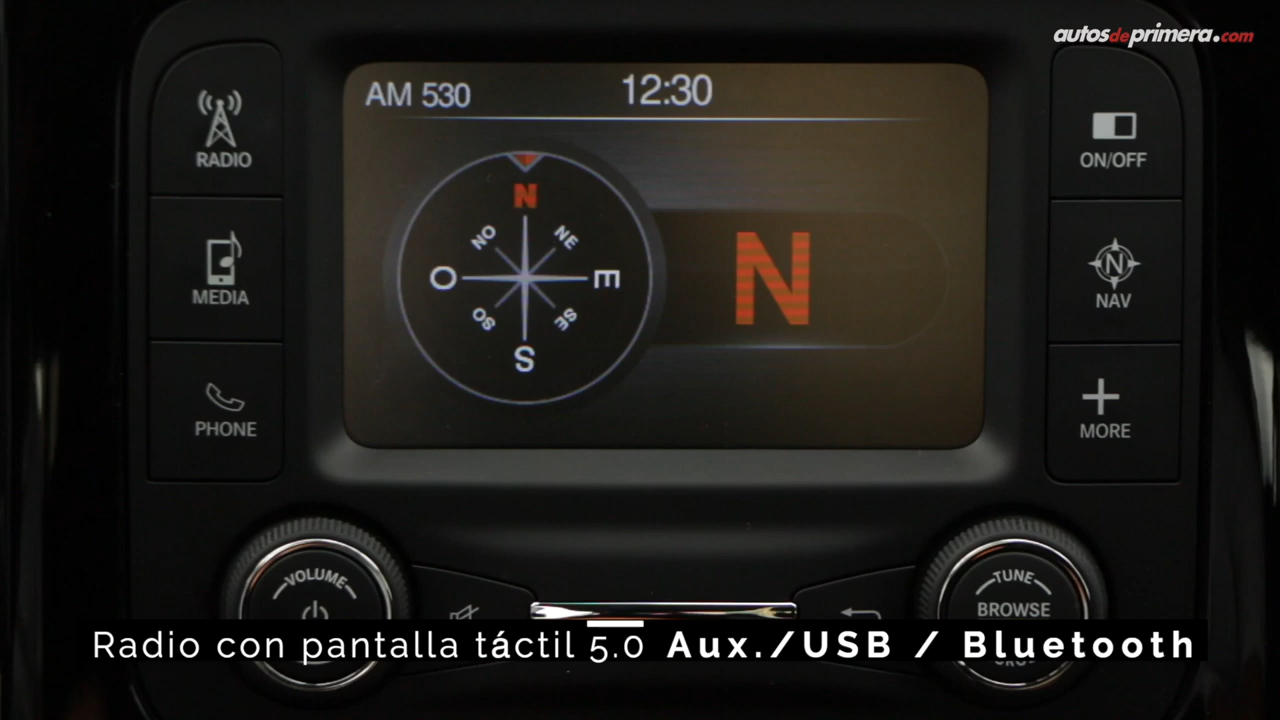 autosdeprimera.com
AM 530
12:30
RADIO
ON/OFF
N
NO
NE
O
E
N
SO
SE
S
MEDIA
N
NAV
PHONE
MORE
VOLUME
TUNE
BROWSE
Radio con pantalla táctil 5.0 Aux./USB / Bluetooth